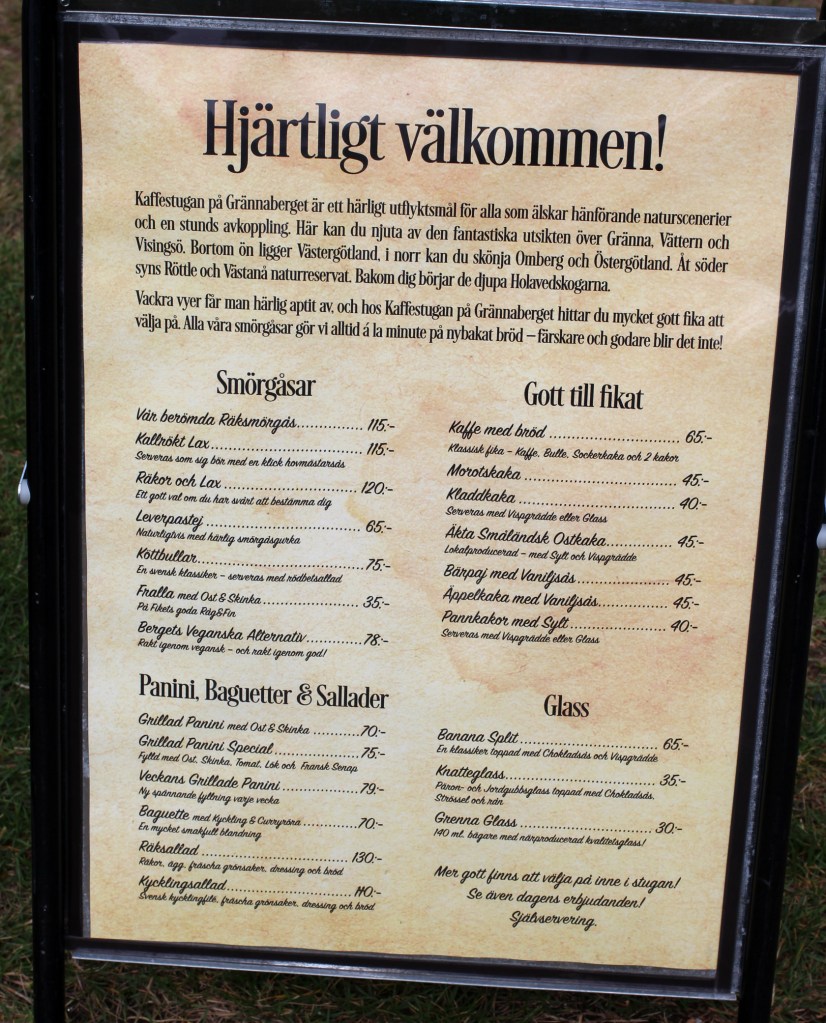 Hjärtligt välkommen!
Kaffestugan på Grännaberget är ett härligt utflyktsmål för alla som älskar hänförande naturscenerier
och en stunds avkoppling. Här kan du njuta av den fantastiska utsikten över Gränna, Vättern och
Visingsö. Bortom ön ligger Västergötland, i norr kan du skönja Omberg och Östergötland. Åt söder
syns Röttle och Västanå naturreservat. Bakom dig börjar de djupa Holavedskogarna.
Vackra vyer får man härlig aptit av, och hos Kaffestugan på Grännaberget hittar du mycket gott fika att
välja på. Alla våra smörgåsar gör vi alltid á la minute på nybakat bröd – färskare och godare blir det inte!
Smörgåsar
Vår berömda Räksmörgås............... 115:-
Kallrökt Lax.................................. 115:-
Serveras som sig bör med en klick hovmästarsås
Räkor och Lax .............................. 120:-
Ett gott val om du har svårt att bestämma dig
Leverpastej .................................. 65:-
Naturligtvis med härlig smörgåsgurka
Köttbullar.....................................75:-
En svensk klassiker – serveras med rödbetsallad
Fralla med Ost & Skinka..................... 35:-
På Fikets goda Råg&Fin
Bergets Veganska Alternativ............78:-
Rakt igenom vegansk – och rakt igenom god!
Panini, Baguetter & Sallader
Grillad Panini med Ost & Skinka ...........70:-
Grillad Panini Special ..................75:-
Fylld med Ost, Skinka, Tomat, Lök och Fransk Senap
Veckans Grillade Panini ................. 79:-
Ny spännande fyllning varje vecka
Baguette med Kyckling & Curryröra ...........70:-
En mycket smakfull blandning
Räksallad ................................ 130:-
Räkor, ägg, fräscha grönsaker, dressing och bröd
Kycklingsallad........................... 110:-
Svensk kycklingfilé, fräscha grönsaker, dressing och bröd
Gott till fikat
Kaffe med bröd .......................... 65:-
Klassisk fika – Kaffe, Bulle, Sockerkaka och 2 kakor
Morotskaka ............................... 45:-
Kladdkaka ................................ 40:-
Serveras med Vispgrädde eller Glass
Äkta Småländsk Ostkaka............. 45:-
Lokalproducerad – med Sylt och Vispgrädde
Bärpaj med Vaniljsås ................... 45:-
Äppelkaka med Vaniljsås............... 45:-
Pannkakor med Sylt ..................... 40:-
Serveras med Vispgrädde eller Glass
Glass
Banana Split ............................ 65:-
En klassiker toppad med Chokladsås och Vispgrädde
Knatteglass............................... 35:-
Päron- och Jordgubbsglass toppad med Chokladsås,
Strössel och rån
Grenna Glass ............................ 30:-
140 ml. bägare med närproducerad kvalitetsglass!
Mer gott finns att välja på inne i stugan!
Se även dagens erbjudanden!
Självservering.